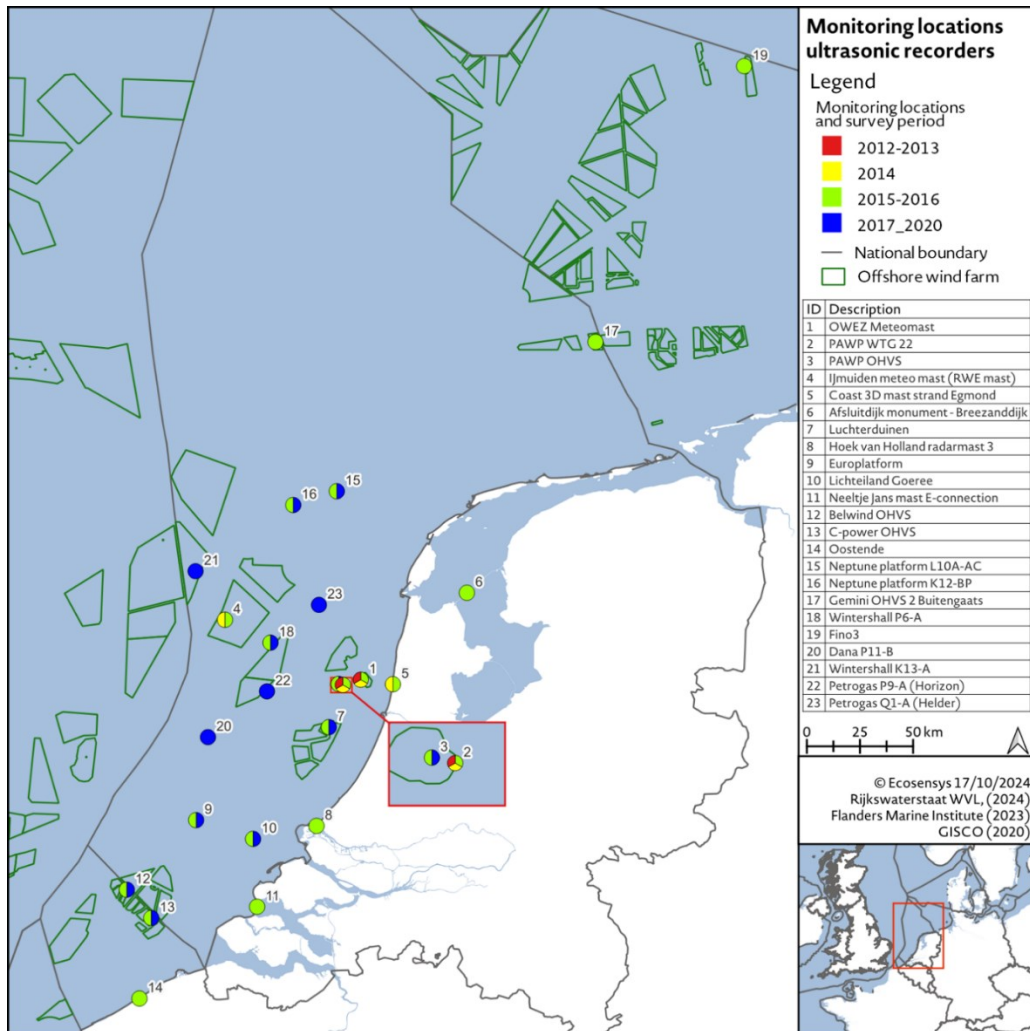 Monitoring locations
ultrasonic recorders
Legend
Monitoring locations
and survey period
2012-2013
2014
2015-2016
2017_2020
National boundary
Offshore wind farm
ID Description
1 OWEZ Meteomast
2 PAWP WTG 22
3 PAWP OHVS
4 IJmuiden meteo mast (RWE mast)
5 Coast 3D mast strand Egmond
6 Afsluitdijk monument - Breezanddijk
7 Luchterduinen
8 Hoek van Holland radarmast 3
9 Europlatform
10 Lichteiland Goeree
11 Neeltje Jans mast E-connection
12 Belwind OHVS
13 C-power OHVS
14 Oostende
15 Neptune platform L10A-AC
16 Neptune platform K12-BP
17 Gemini OHVS 2 Buitengaats
18 Wintershall P6-A
19 Fino3
20 Dana P11-B
21 Wintershall K13-A
22 Petrogas P9-A (Horizon)
23 Petrogas Q1-A (Helder)
0 25 50 km
© Ecosensys 17/10/2024
Rijkswaterstaat WVL, (2024)
Flanders Marine Institute (2023)
GISCO (2020)
19
17
15
16
21
6
23
4
18
1
5
22
7
20
3
2
9
8
10
12
11
13
14